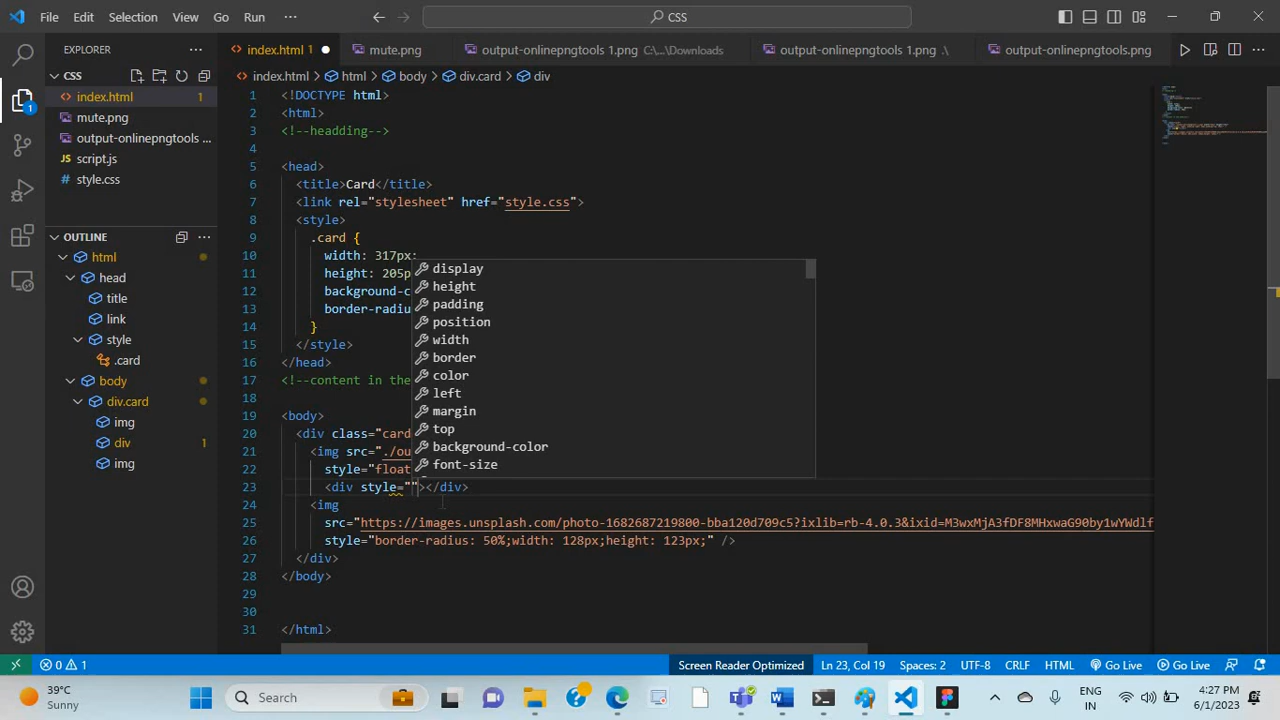 File Edit Selection View Go Run ··· CSS
EXPLORER ···
index.html 1 mute.png output-onlinepngtools 1.png C:\...\Downloads output-onlinepngtools 1.png .\ output-onlinepngtools.png ···
CSS
index.html > html > body > div.card > div
index.html 1
mute.png
output-onlinepngtools ...
script.js
style.css
OUTLINE ···
html
head
title
link
style
.card
body
div.card
img
div 1
img
1 <!DOCTYPE html>
2 <html>
3 <!--headding-->
4
5 <head>
6 <title>Card</title>
7 <link rel="stylesheet" href="style.css">
8 <style>
9 .card {
10 width: 317px;
11 height: 205p
12 background-c
13 border-radiu
14 }
15 </style>
16 </head>
17 <!--content in the
18
19 <body>
20 <div class="card
21 <img src="./ou
22 style="float
23 <div style=""></div>
24 <img
25 src="https://images.unsplash.com/photo-1682687219800-bba120d709c5?ixlib=rb-4.0.3&ixid=M3wxMjA3fDF8MHxwaG90by1wYWdlf
26 style="border-radius: 50%;width: 128px;height: 123px;" />
27 </div>
28 </body>
29
30
31 </html>
display
height
padding
position
width
border
color
left
margin
top
background-color
font-size
0 1 Screen Reader Optimized Ln 23, Col 19 Spaces: 2 UTF-8 CRLF HTML Go Live Go Live
39°C
Sunny
Search
ENG
IN
4:27 PM
6/1/2023